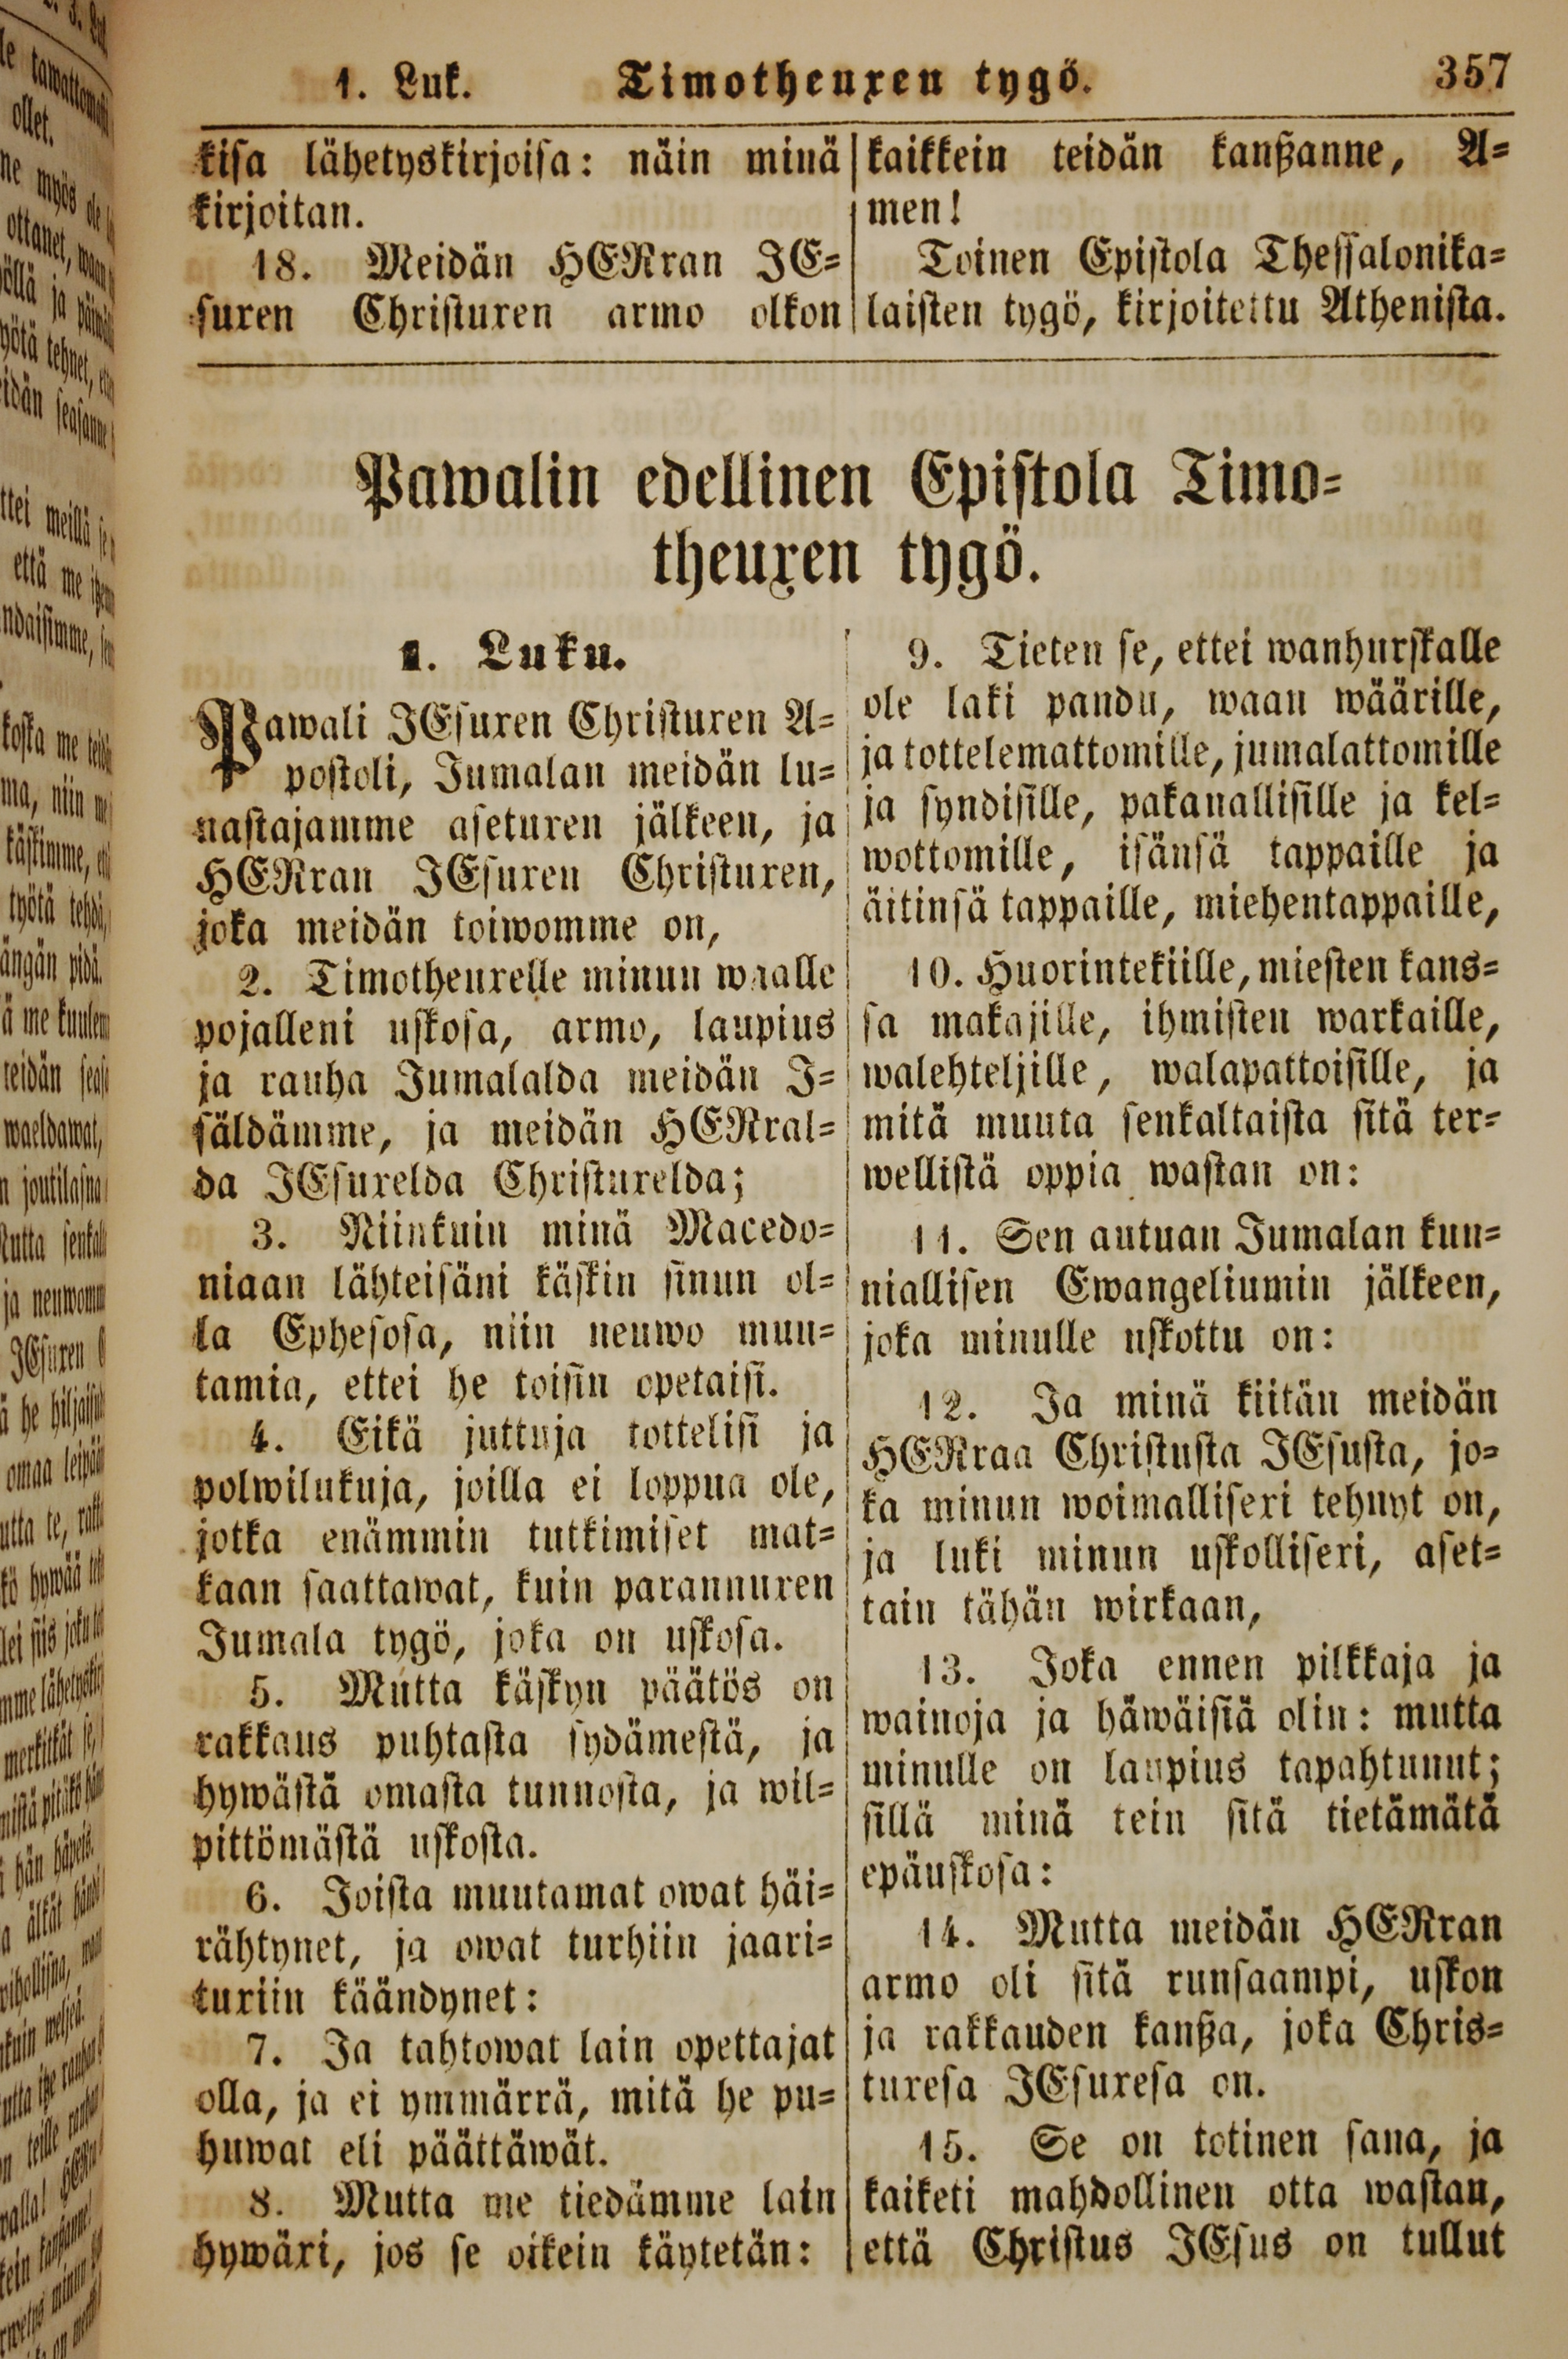 1. Luk. Timotheuxen tygö. 357
kisa lähetyskirjoisa: näin minä
kirjoitan.
18. Meidän HERran JE-
suxen Christuxen armo olkon
kaikkein teidän kanßanne, A-
men!
Toinen Epistola Thessalonika-
laisten tygö, kirjoitettu Athenista.
Pawalin edellinen Epistola Timo-
theuxen tygö.
1. Luku.
Pawali JEsuxen Christuxen A-
postoli, Jumalan meidän lu-
nastajamme asetuxen jälkeen, ja
HERran JEsuxen Christuxen,
joka meidän toiwomme on,
2. Timotheuxelle minun waalle
pojalleni uskosa, armo, laupius
ja rauha Jumalalda meidän I-
säldämme, ja meidän HERral-
da JEsuxelda Christuxelda;
3. Niinkuin minä Macedo-
niaan lähteisäni käskin sinun ol-
la Ephesosa, niin neuwo muu-
tamia, ettei he toisin opetaisi.
4. Eikä juttuja tottelisi ja
polwilukuja, joilla ei loppua ole,
jotka enämmin tutkimiset mat-
kaan saattawat, kuin parannuxen
Jumala tygö, joka on uskosa.
5. Mutta käskyn päätös on
rakkaus puhtasta sydämestä, ja
hywästä omasta tunnosta, ja wil-
pittömästä uskosta.
6. Joista muutamat owat häi-
rähtynet, ja owat turhiin jaari-
tuxiin käändynet:
7. Ja tahtowat lain opettajat
olla, ja ei ymmärrä, mitä he pu-
huwat eli päättäwät.
8. Mutta me tiedämme lain
hywäxi, jos se oikein käytetän:
9. Tieten se, ettei wanhurskalle
ole laki pandu, waan wäärille,
ja tottelemattomille, jumalattomille
ja syndisille, pakanallisille ja kel-
wottomille, isänsä tappaille ja
äitinsä tappaille, miehentappaille,
10. Huorintekiille, miesten kans-
sa makajille, ihmisten warkaille,
walehteljille, walapattoisille, ja
mitä muuta senkaltaista sitä ter-
wellistä oppia wastan on:
11. Sen autuan Jumalan kun-
niallisen Ewangeliumin jälkeen,
joka minulle uskottu on:
12. Ja minä kiitän meidän
HERraa Christusta JEsusta, jo-
ka minun woimallisexi tehnyt on,
ja luki minun uskollisexi, aset-
tain tähän wirkaan,
13. Joka ennen pilkkaja ja
wainoja ja häwäisiä olin: mutta
minulle on laupius tapahtunut;
sillä minä tein sitä tietämätä
epäuskosa:
14. Mutta meidän HERran
armo oli sitä runsaampi, uskon
ja rakkauden kanßa, joka Chris-
tuxesa JEsuxesa on.
15. Se on totinen sana, ja
kaiketi mahdollinen otta wastan,
että Christus JEsus on tullut